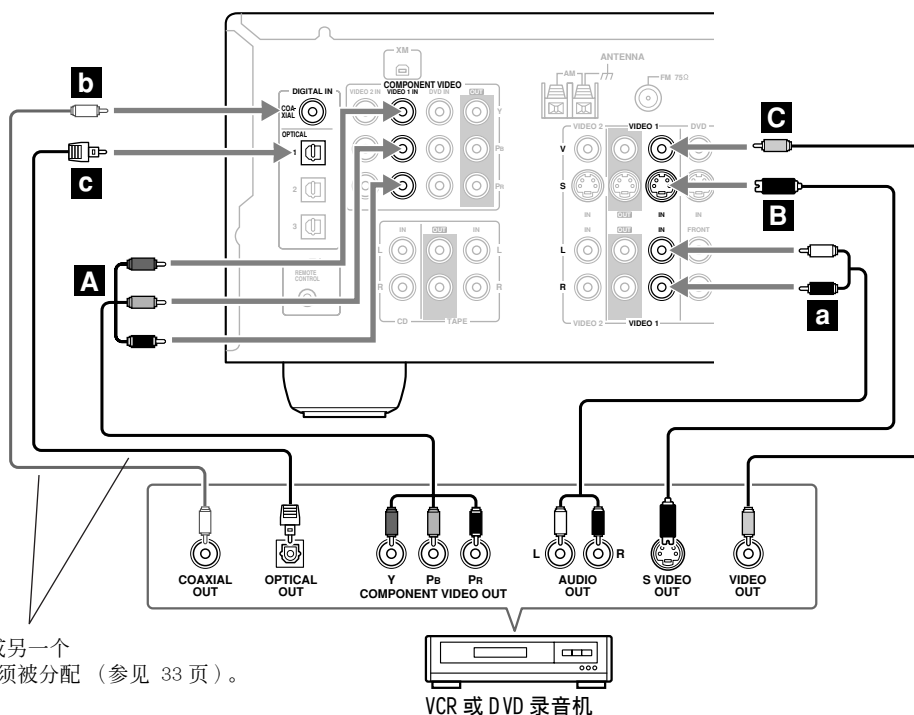 XM
ANTENNA
AM
FM 75Ω
b
DIGITAL IN
COMPONENT VIDEO
VIDEO 2 IN VIDEO 1 IN DVD IN OUT
COA-
XIAL
Y
OPTICAL
1
PB
c
2
PR
3
VIDEO 2 VIDEO 1 DVD
C
V
S
B
IN OUT IN IN
IN OUT IN
IN OUT IN FRONT
L L
L
A
REMOTE
CONTROL
R R
R
a
CD TAPE
VIDEO 2 VIDEO 1
L R
COAXIAL
OUT
OPTICAL
OUT
Y PB PR
COMPONENT VIDEO OUT
AUDIO
OUT
S VIDEO
OUT
VIDEO
OUT
或另一个
须被分配 （参见 33 页）。
VCR 或 DVD 录音机